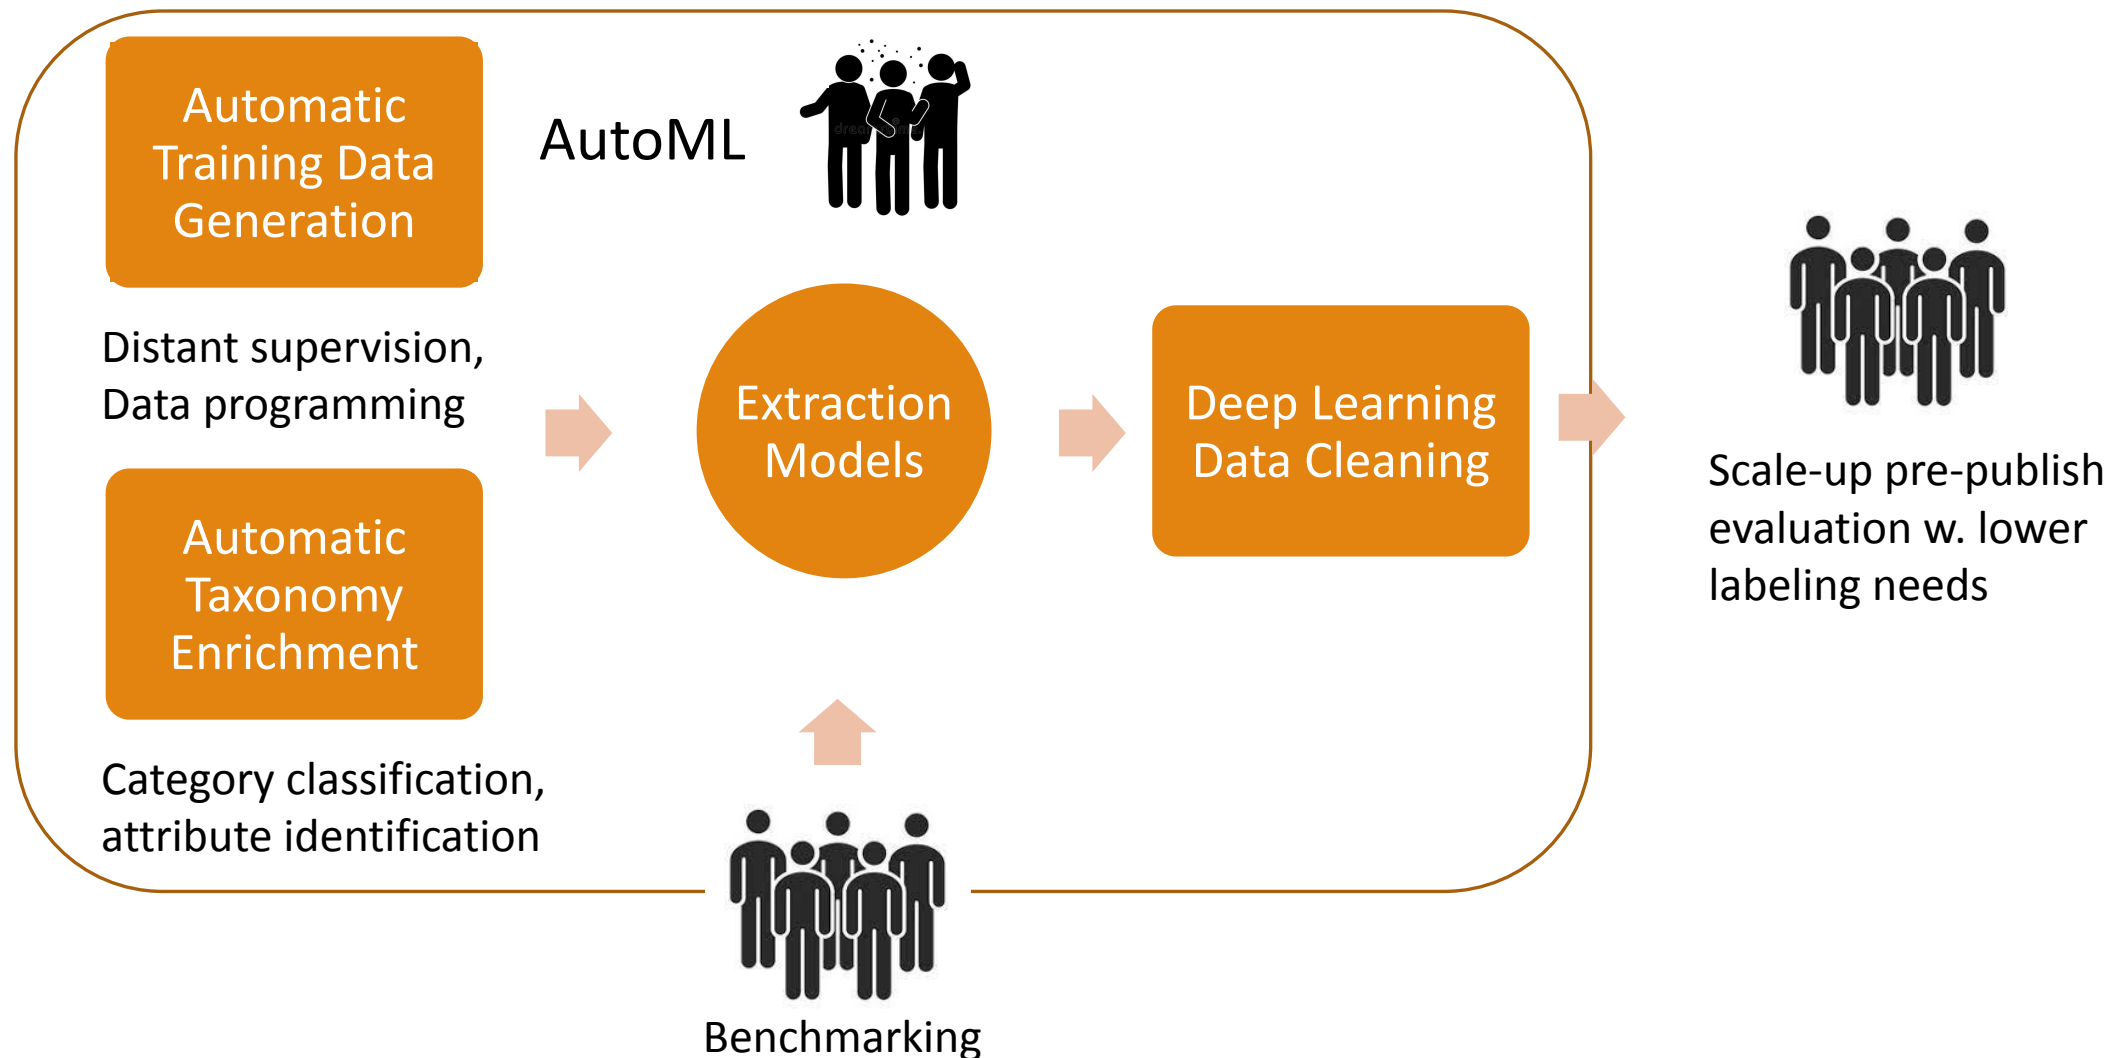 Automatic
Training Data
Generation
AutoML
Distant supervision,
Data programming
Automatic
Taxonomy
Enrichment
Category classification,
attribute identification
Extraction
Models
Deep Learning
Data Cleaning
Scale-up pre-publish
evaluation w. lower
labeling needs
Benchmarking